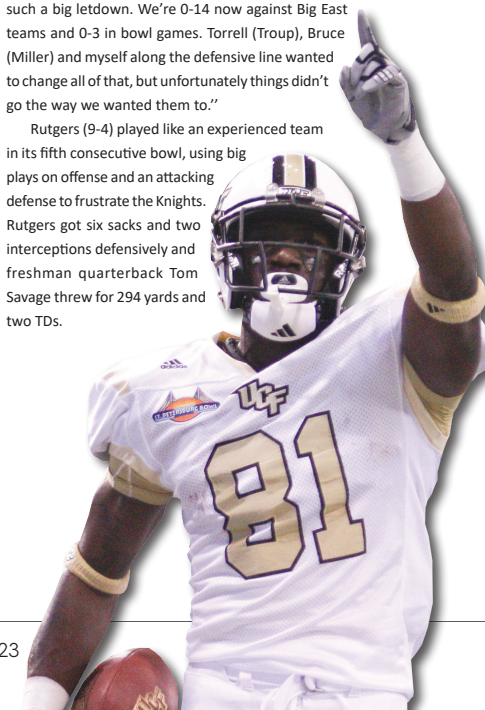 such a big letdown. We’re 0-14 now against Big East
teams and 0-3 in bowl games. Torrell (Troup), Bruce
(Miller) and myself along the defensive line wanted
to change all of that, but unfortunately things didn’t
go the way we wanted them to.’’
Rutgers (9-4) played like an experienced team
in its fifth consecutive bowl, using big
plays on offense and an attacking
defense to frustrate the Knights.
Rutgers got six sacks and two
interceptions defensively and
freshman quarterback Tom
Savage threw for 294 yards and
two TDs.
adidas
ST. PETERSBURG BOWL
UCF
81
23